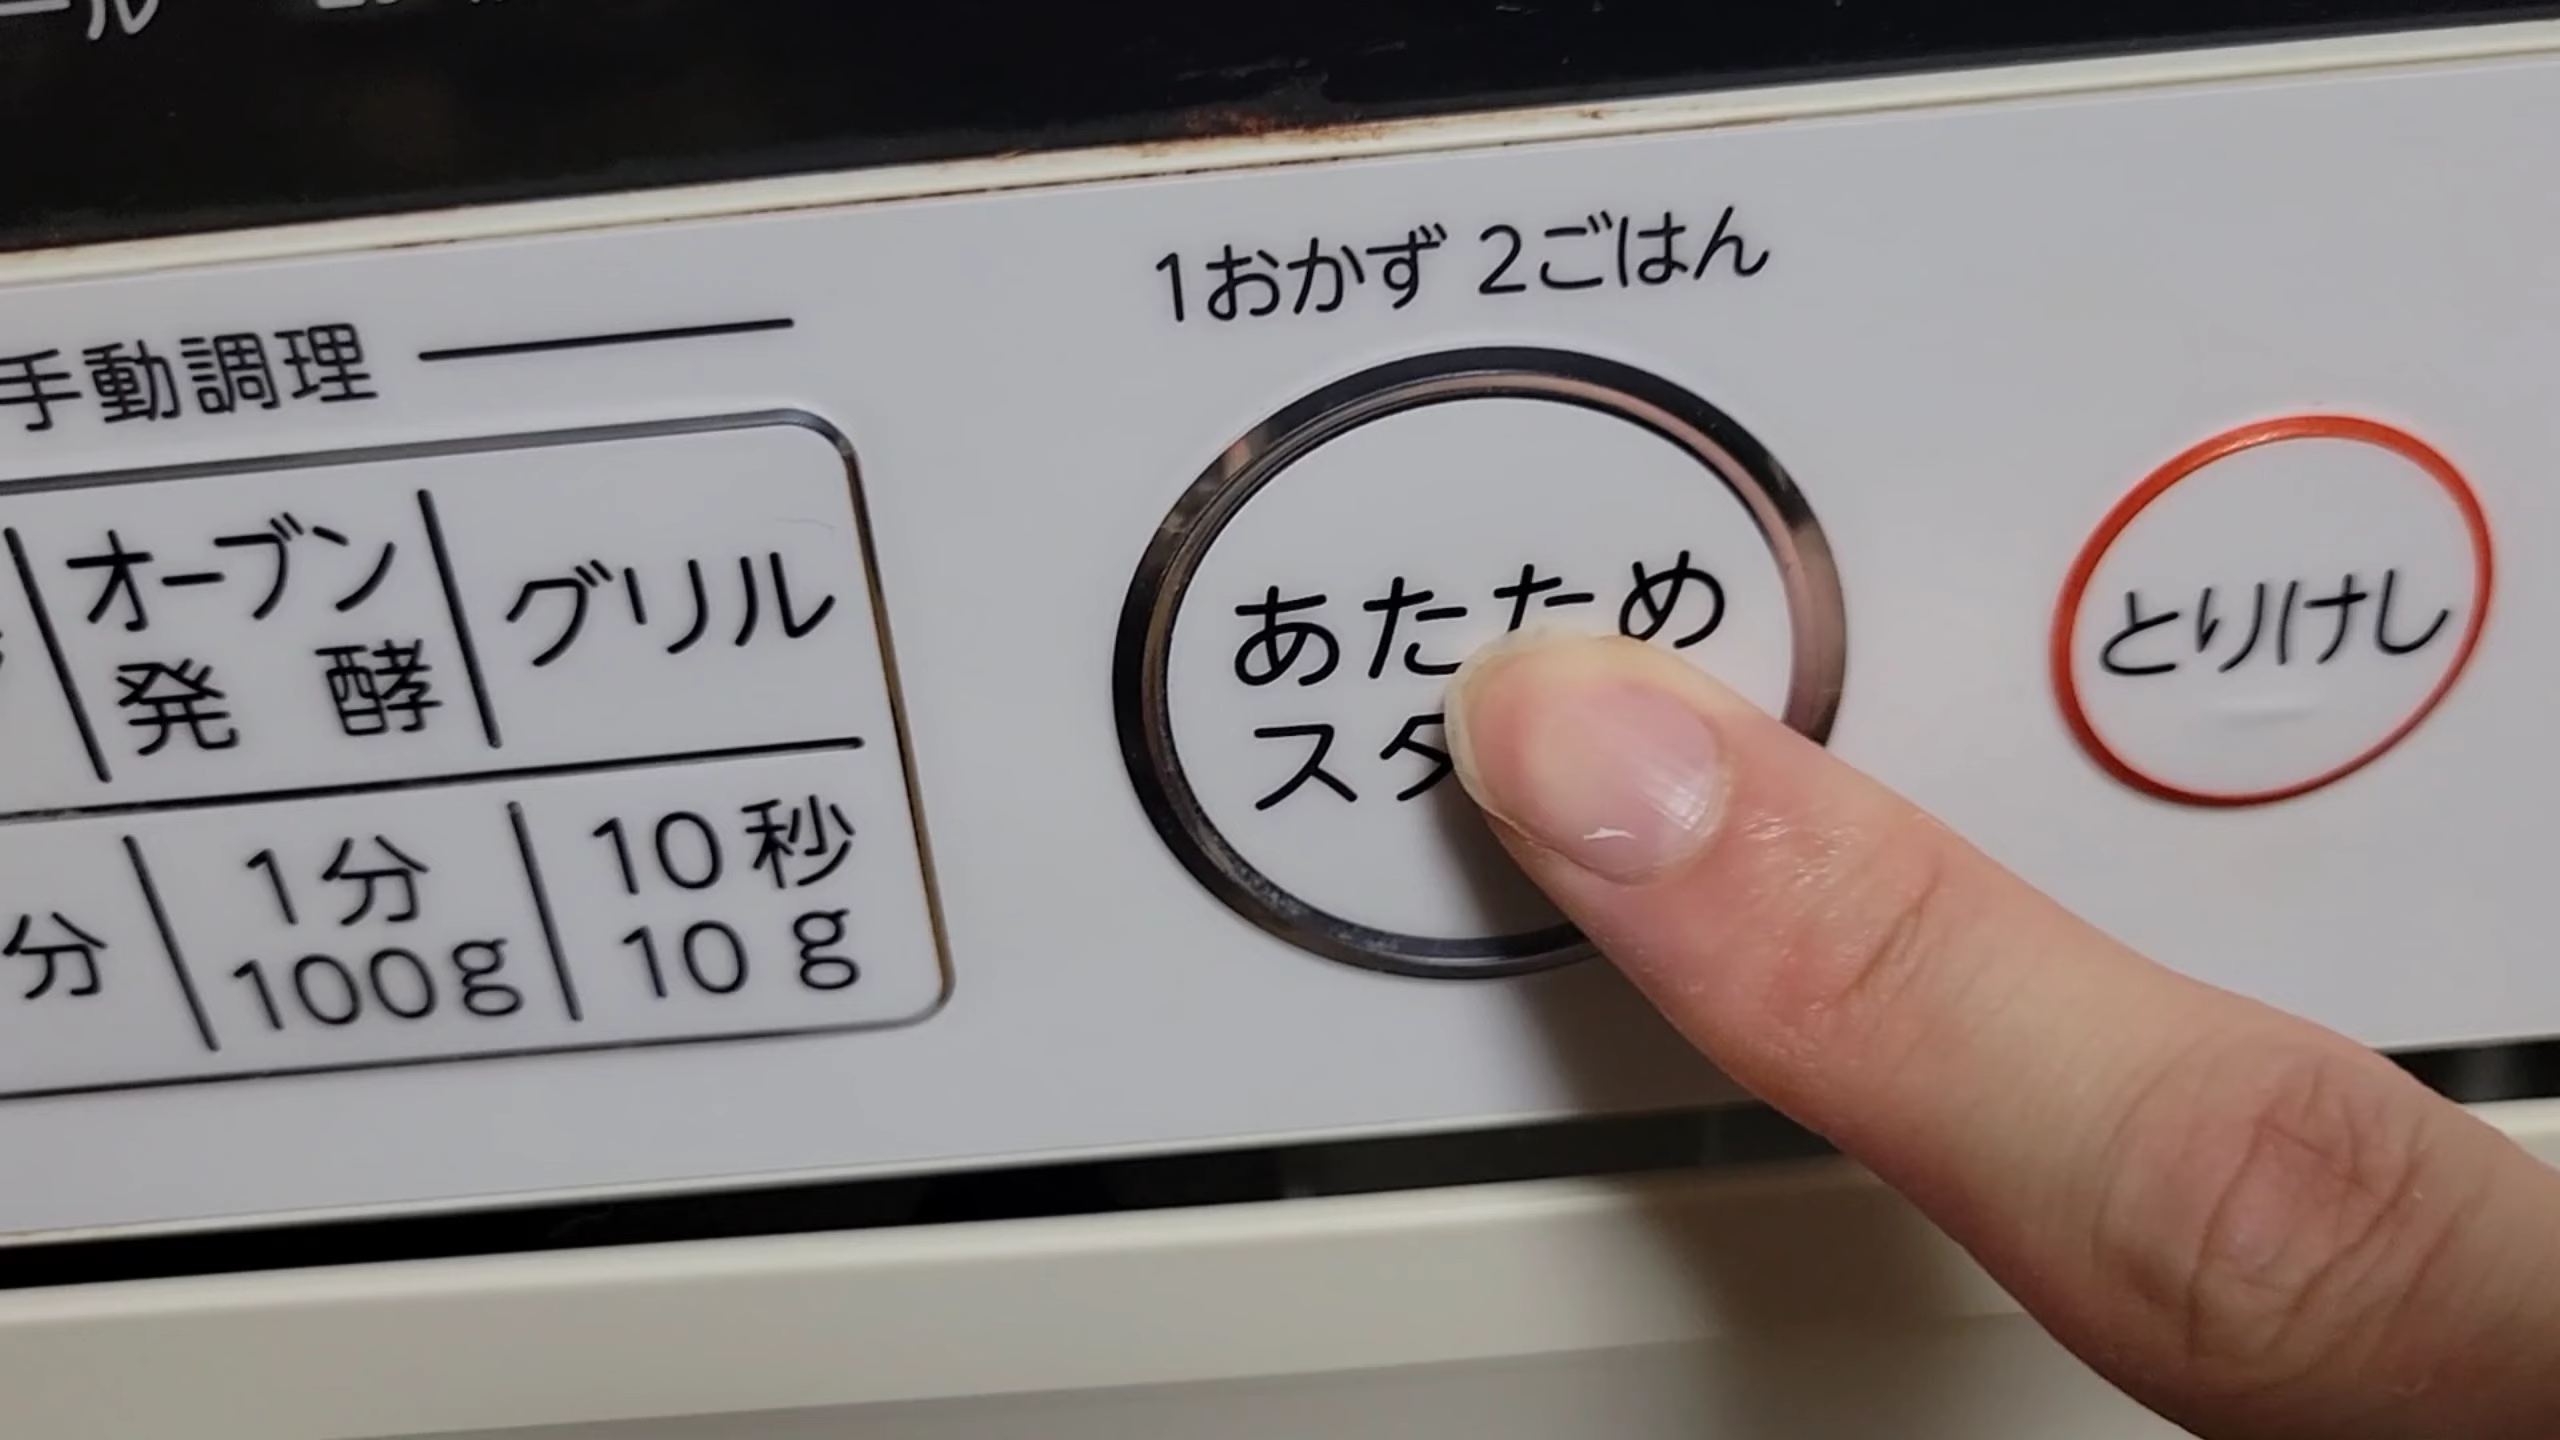 手動調理
1おかず 2ごはん
オーブン
発酵
グリル
あたため
スタ
とりけし
分
1分
100g
10秒
10g